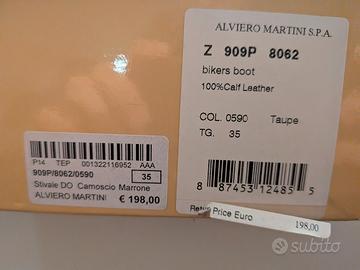 ALVIERO MARTINI S.P.A.
Z 909P 8062
bikers boot
100%Calf Leather
COL. 0590 Taupe
TG. 35
8 87453 12485 5
Price Euro 198,00
P14 TEP 001322116952 AAA
909P/8062/0590 35
Stivale DO Camoscio Marrone
ALVIERO MARTINI € 198,00
subito